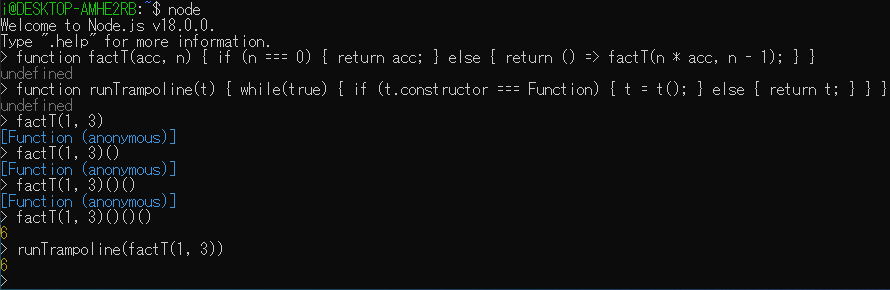 i@DESKTOP-AMHE2RB:~$ node
Welcome to Node.js v18.0.0.
Type ".help" for more information.
> function factT(acc, n) { if (n === 0) { return acc; } else { return () => factT(n * acc, n - 1); } }
undefined
> function runTrampoline(t) { while(true) { if (t.constructor === Function) { t = t(); } else { return t; } } }
undefined
> factT(1, 3)
[Function (anonymous)]
> factT(1, 3)()
[Function (anonymous)]
> factT(1, 3)()()
[Function (anonymous)]
> factT(1, 3)()()()
6
> runTrampoline(factT(1, 3))
6
>